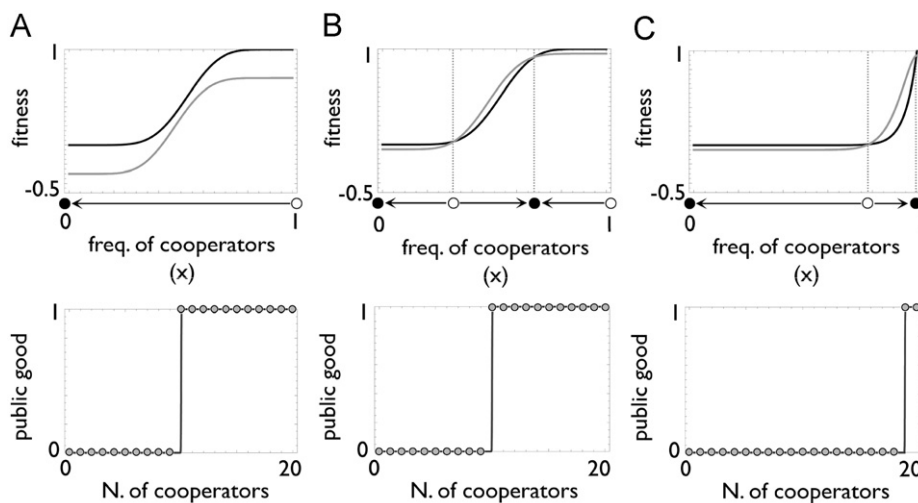 A
1
fitness
-0.5
0
1
freq. of cooperators
(x)
1
public good
0
0
20
N. of cooperators
B
1
fitness
-0.5
0
1
freq. of cooperators
(x)
1
public good
0
0
20
N. of cooperators
C
1
fitness
-0.5
0
freq. of cooperators
(x)
1
public good
0
0
20
N. of cooperators